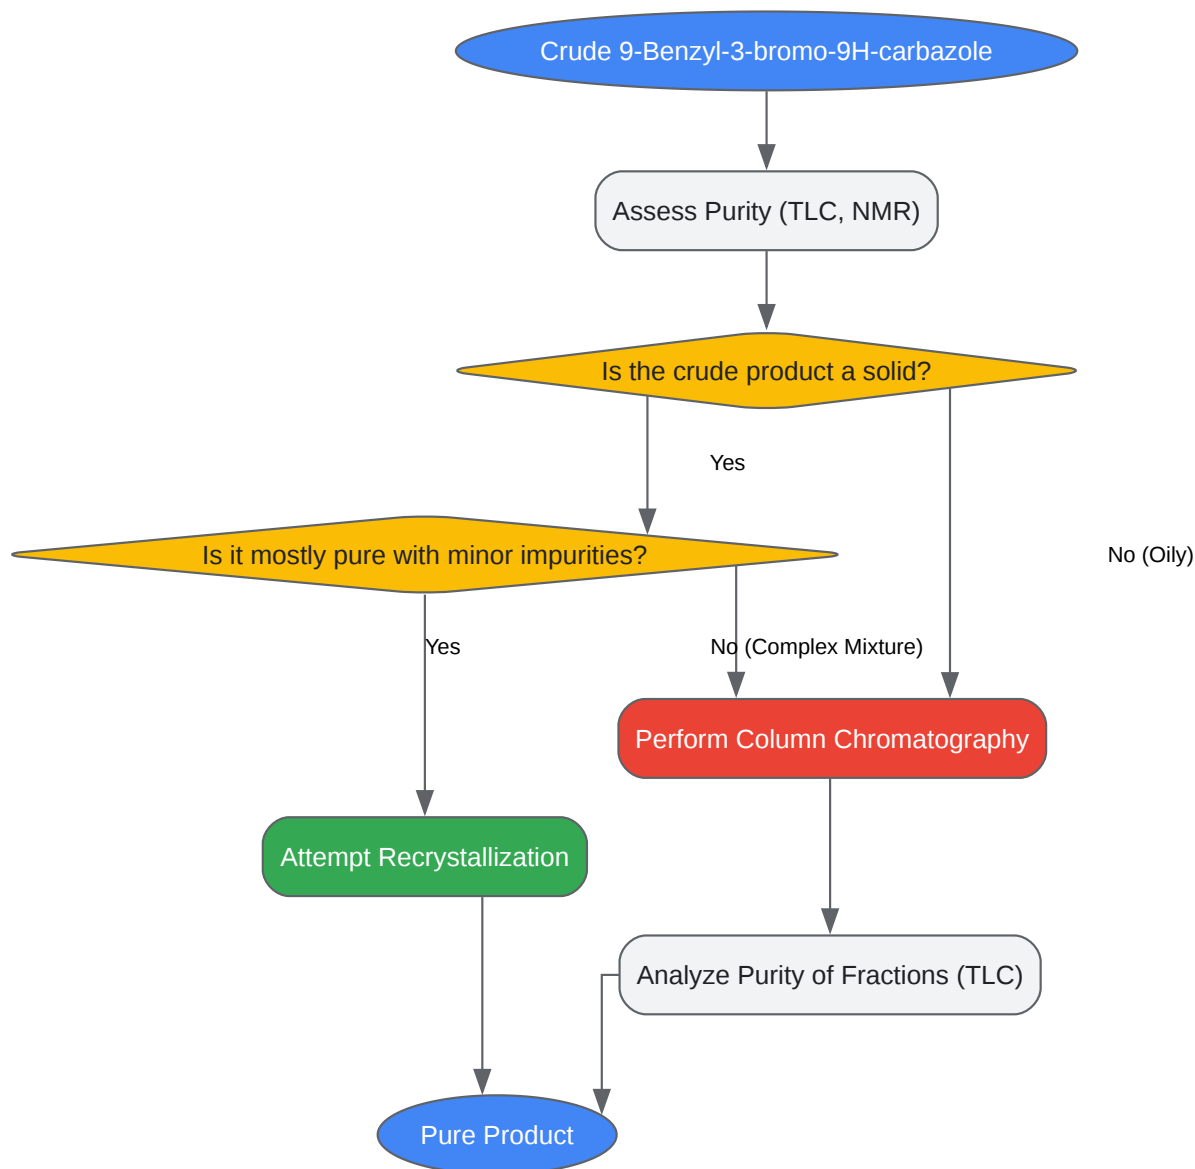 Crude 9-Benzyl-3-bromo-9H-carbazole
Assess Purity (TLC, NMR)
Is the crude product a solid?
Yes
Is it mostly pure with minor impurities?
No (Oily)
Yes
No (Complex Mixture)
Perform Column Chromatography
Attempt Recrystallization
Analyze Purity of Fractions (TLC)
Pure Product